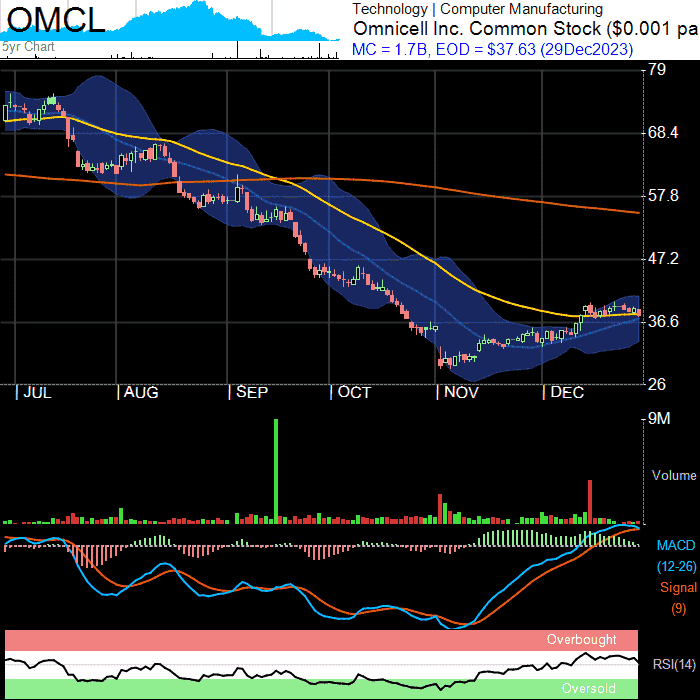 OMCL
5yr Chart
Technology | Computer Manufacturing
Omnicell Inc. Common Stock ($0.001 pa
MC = 1.7B, EOD = $37.63 (29Dec2023)
79
68.4
57.8
47.2
36.6
26
JUL AUG SEP OCT NOV DEC
9M
Volume
MACD
(12-26)
Signal
(9)
Overbought
RSI(14)
Oversold